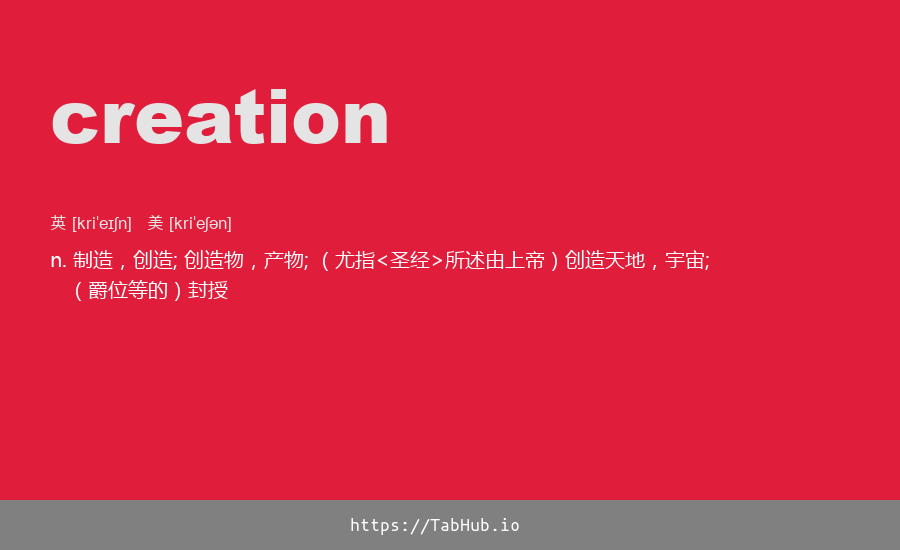 creation
英 [kriˈeɪʃn] 美 [kriˈeʃən]
n. 制造，创造; 创造物，产物; （尤指<圣经>所述由上帝）创造天地，宇宙;
（爵位等的）封授
https://TabHub.io